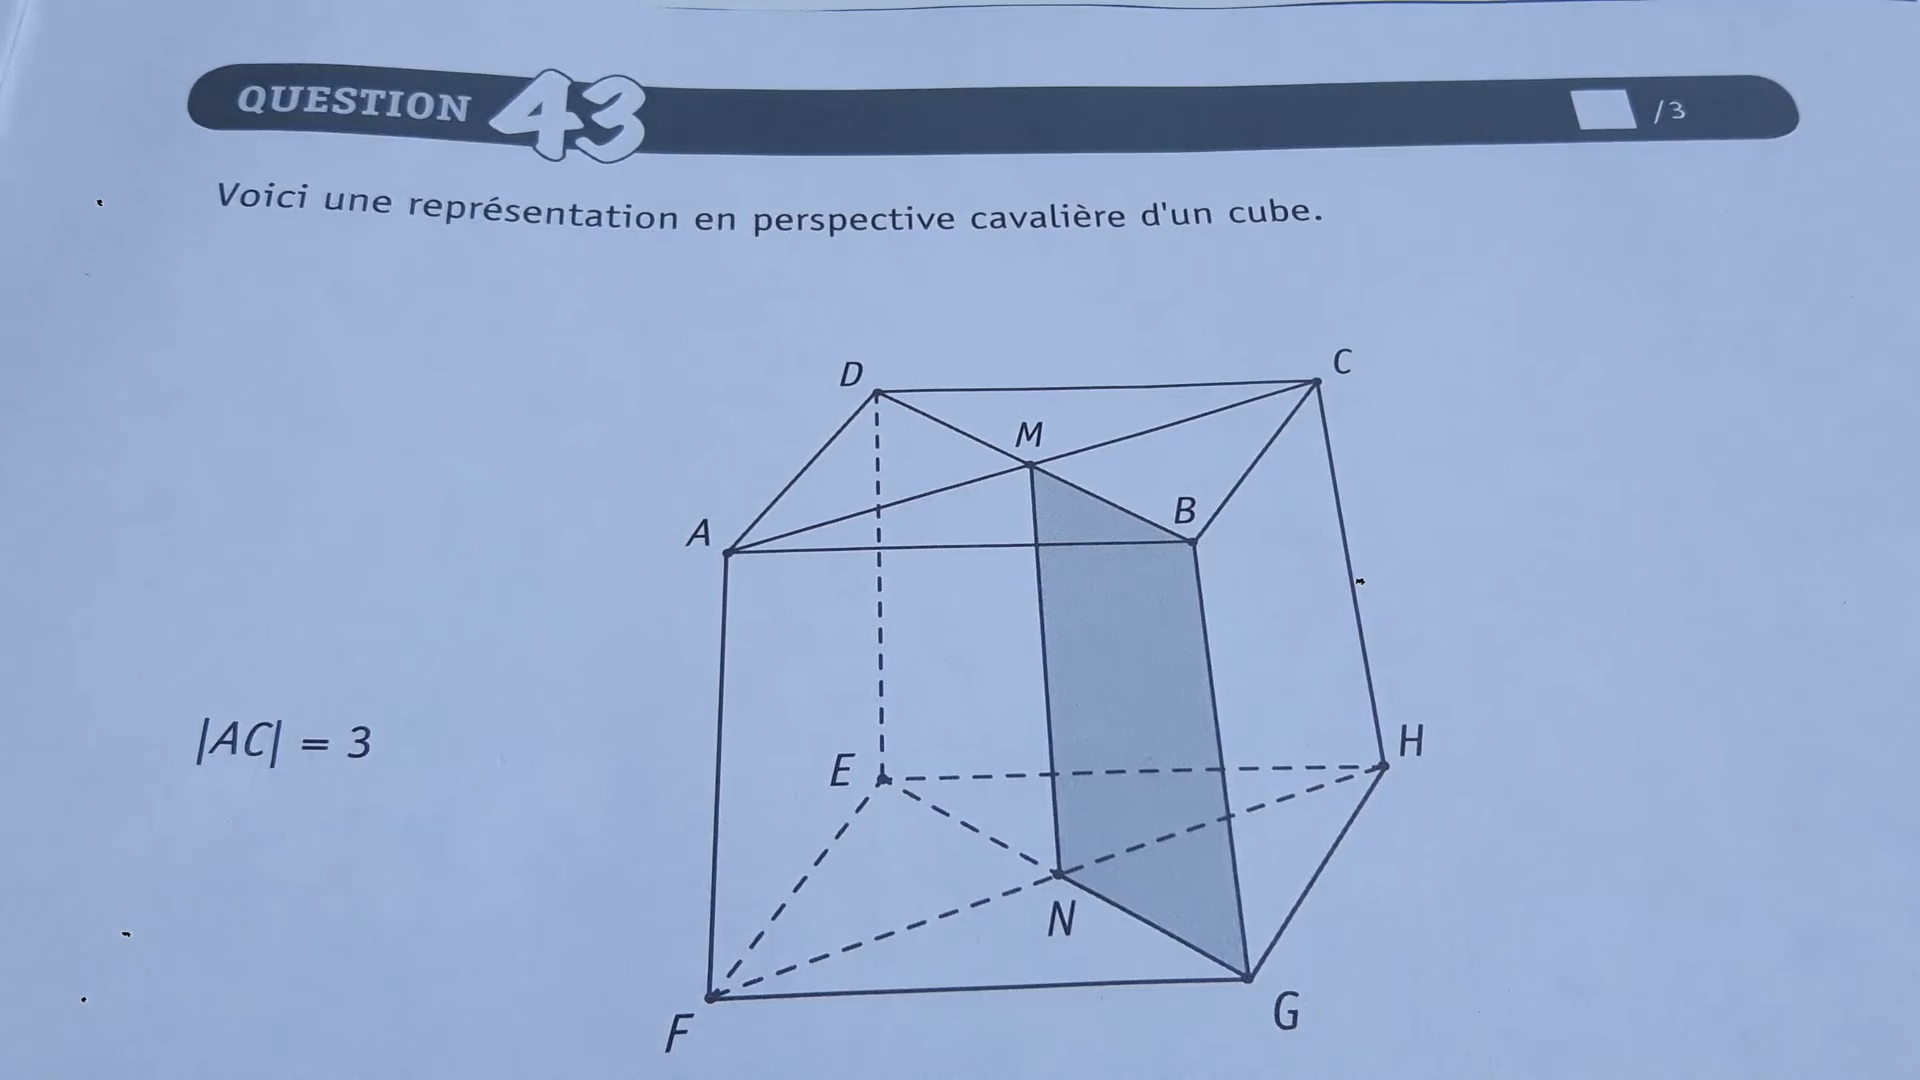 QUESTION 43
/3
Voici une représentation en perspective cavalière d'un cube.
D
C
M
B
A
|AC| = 3
E
H
N
F
G